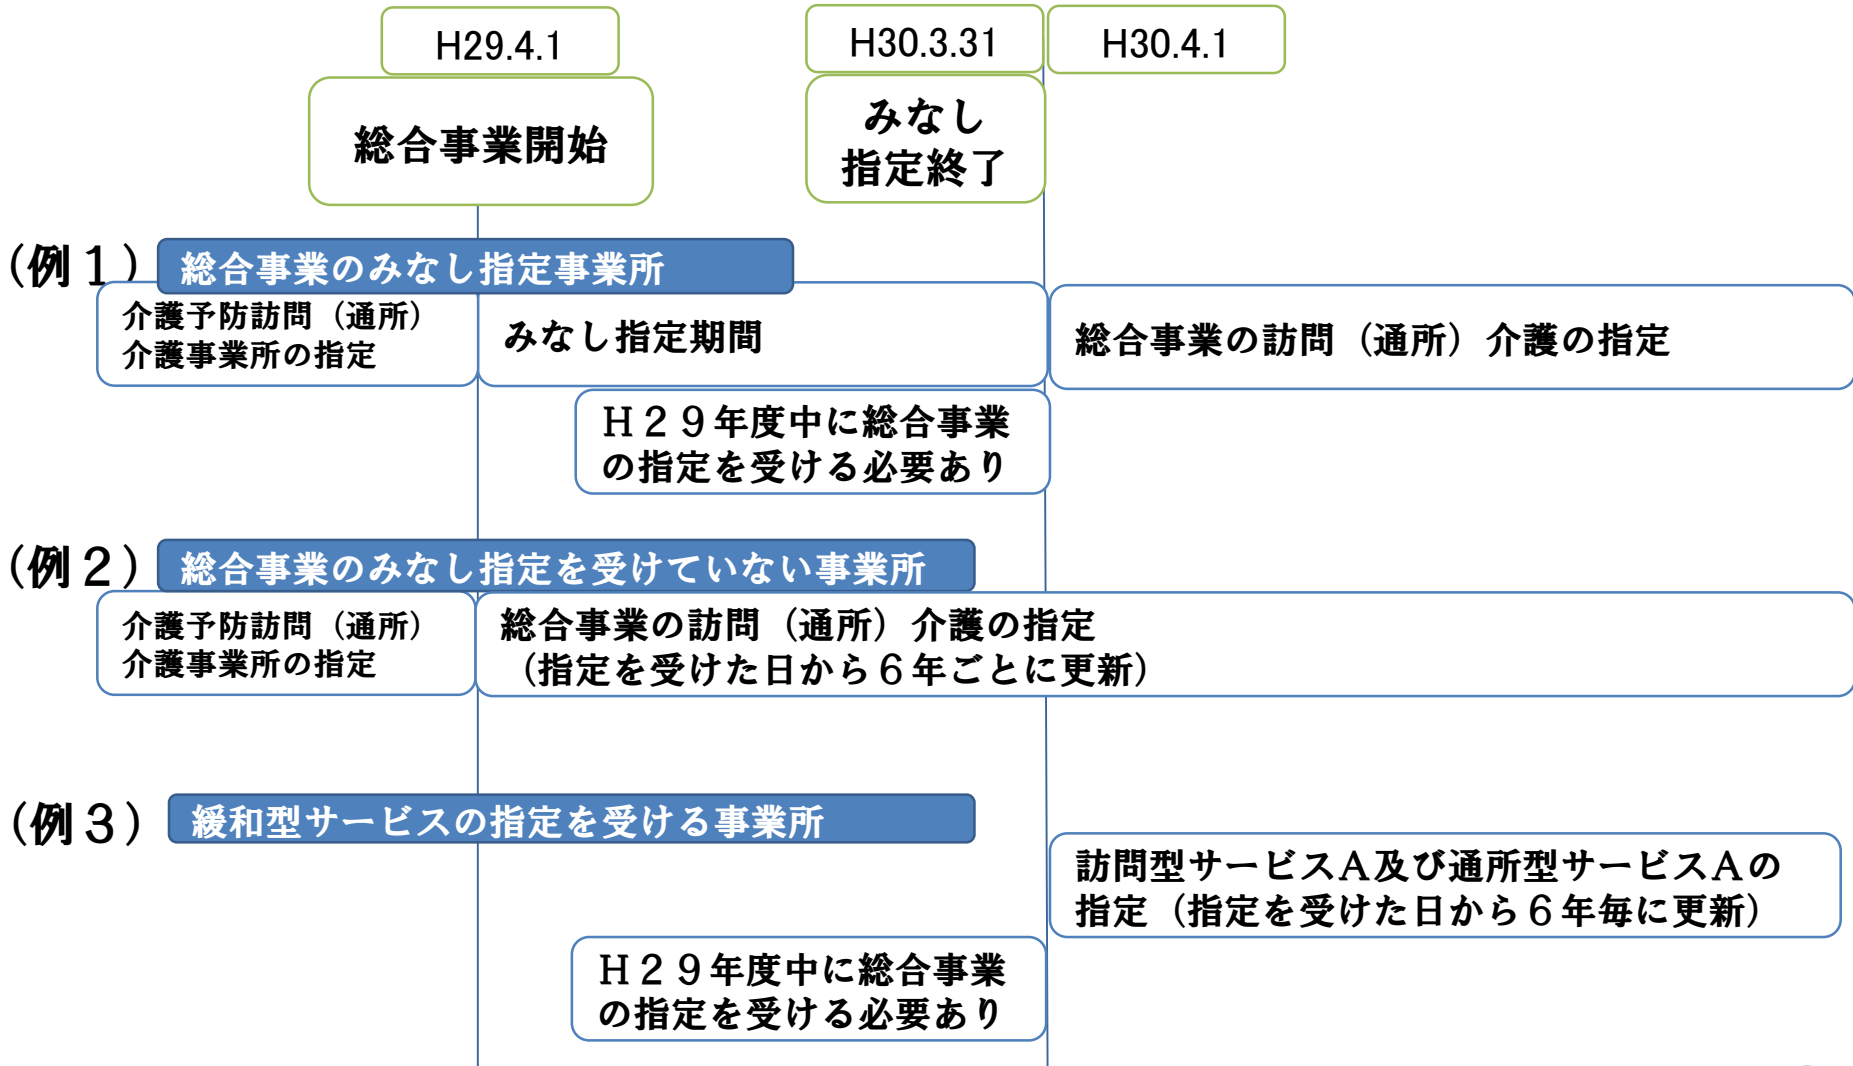 H29.4.1
H30.3.31
H30.4.1
総合事業開始
みなし
指定終了
（例１）
総合事業のみなし指定事業所
介護予防訪問（通所）
介護事業所の指定
みなし指定期間
総合事業の訪問（通所）介護の指定
Ｈ２９年度中に総合事業
の指定を受ける必要あり
（例２）
総合事業のみなし指定を受けていない事業所
介護予防訪問（通所）
介護事業所の指定
総合事業の訪問（通所）介護の指定
（指定を受けた日から６年ごとに更新）
（例３）
緩和型サービスの指定を受ける事業所
訪問型サービスＡ及び通所型サービスＡの
指定（指定を受けた日から６年毎に更新）
Ｈ２９年度中に総合事業
の指定を受ける必要あり